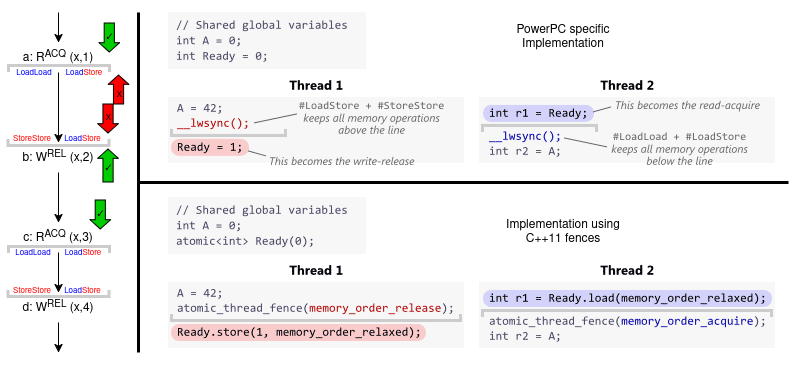 a: R^ACQ (x,1)
LoadLoad LoadStore
x
x
StoreStore LoadStore
b: W^REL (x,2)
c: R^ACQ (x,3)
LoadLoad LoadStore
StoreStore LoadStore
d: W^REL (x,4)
// Shared global variables
int A = 0;
int Ready = 0;
PowerPC specific
Implementation
Thread 1
A = 42;
__lwsync();
Ready = 1;
#LoadStore + #StoreStore
keeps all memory operations
above the line
This becomes the write-release
Thread 2
int r1 = Ready;
__lwsync();
int r2 = A;
This becomes the read-acquire
#LoadLoad + #LoadStore
keeps all memory operations
below the line
// Shared global variables
int A = 0;
atomic<int> Ready(0);
Implementation using
C++11 fences
Thread 1
A = 42;
atomic_thread_fence(memory_order_release);
Ready.store(1, memory_order_relaxed);
Thread 2
int r1 = Ready.load(memory_order_relaxed);
atomic_thread_fence(memory_order_acquire);
int r2 = A;